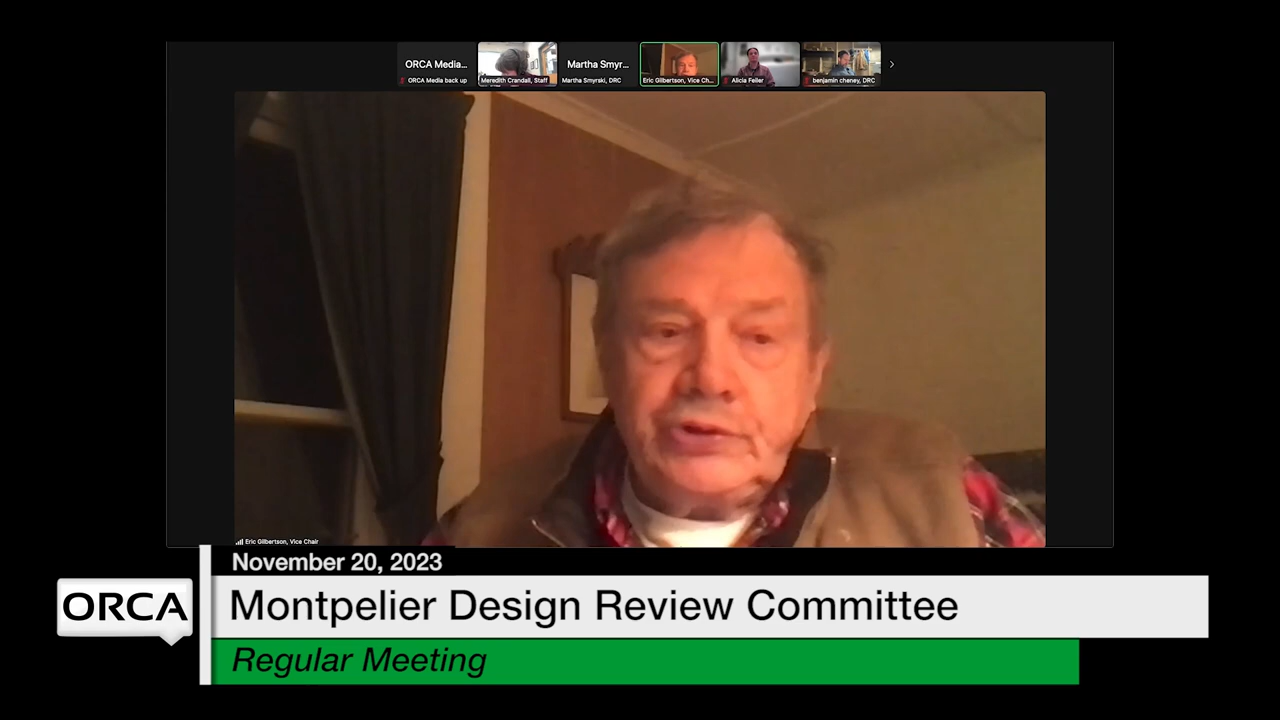 ORCA Media...
Martha Smyr...
ORCA Media back up
Meredith Crandall, Staff
Martha Smyrski, DRC
Eric Gilbertson, Vice Ch...
Alicia Feiler
benjamin cheney, DRC
Eric Gilbertson, Vice Chair
November 20, 2023
ORCA
Montpelier Design Review Committee
Regular Meeting